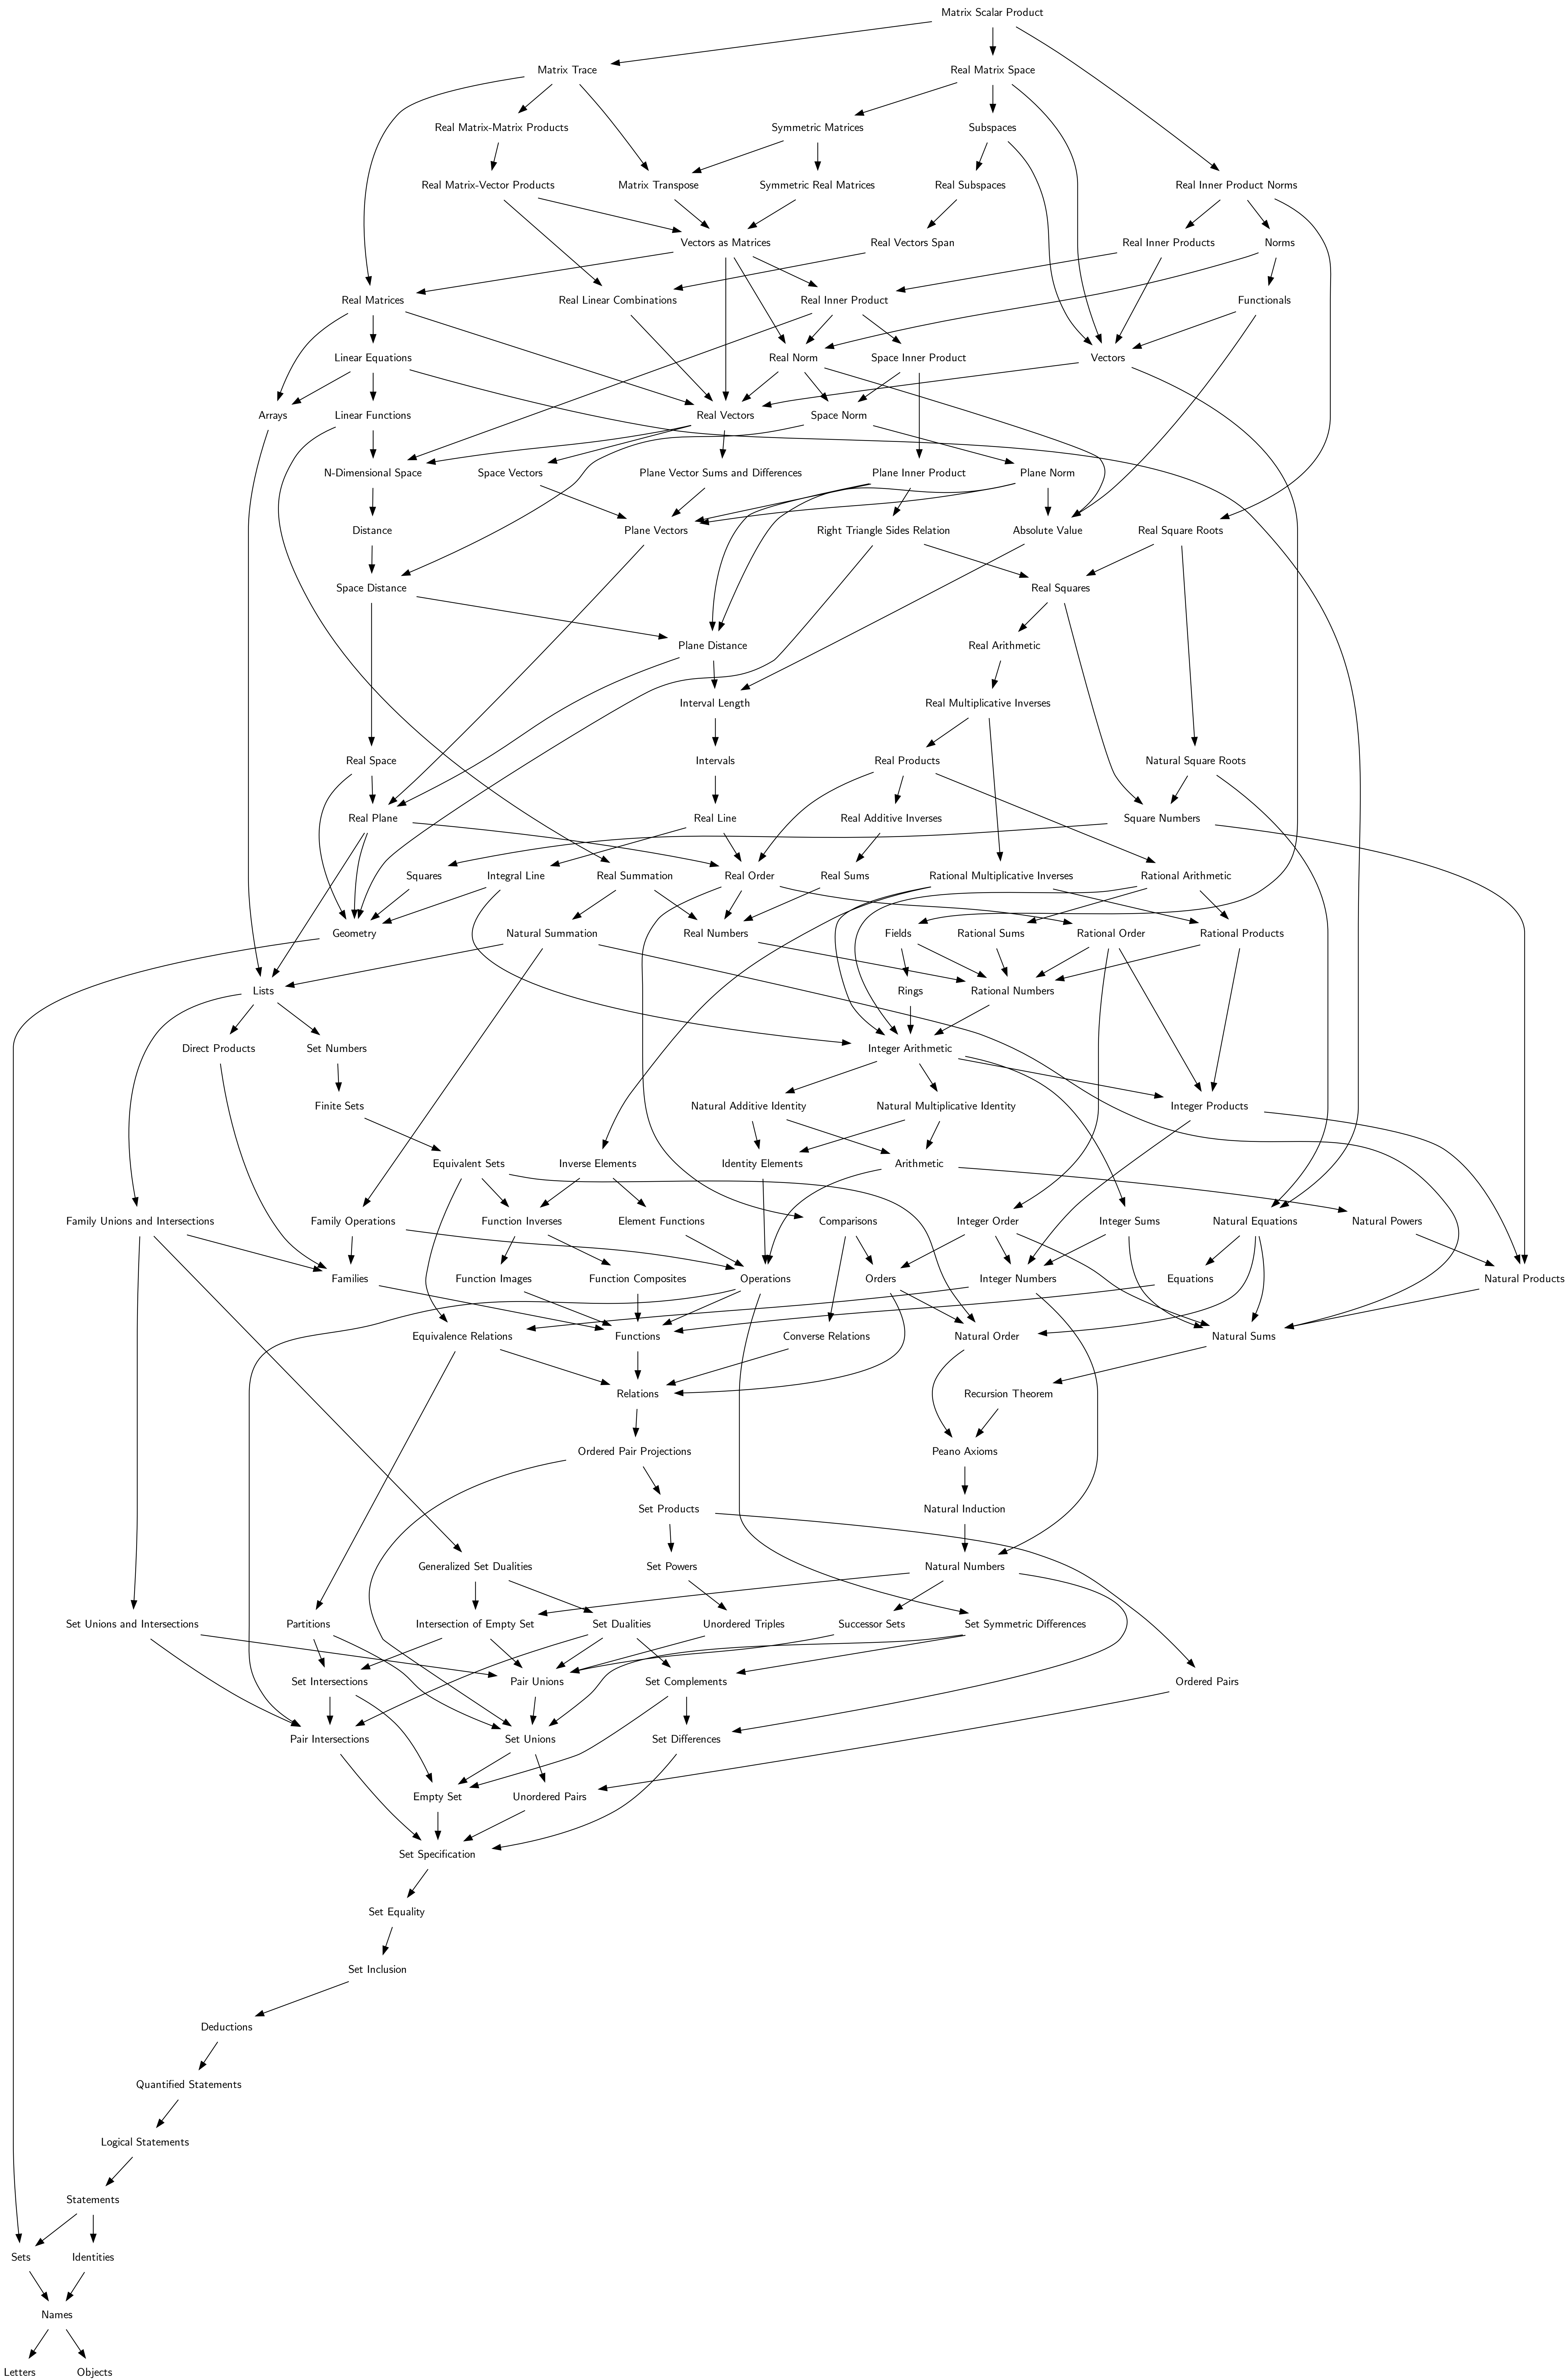 Matrix Scalar Product
Matrix Trace
Real Matrix Space
Real Matrix-Matrix Products
Symmetric Matrices
Subspaces
Real Matrix-Vector Products
Matrix Transpose
Symmetric Real Matrices
Real Subspaces
Real Inner Product Norms
Vectors as Matrices
Real Vectors Span
Real Inner Products
Norms
Real Matrices
Real Linear Combinations
Real Inner Product
Functionals
Linear Equations
Real Norm
Space Inner Product
Vectors
Arrays
Linear Functions
Real Vectors
Space Norm
N-Dimensional Space
Space Vectors
Plane Vector Sums and Differences
Plane Inner Product
Plane Norm
Distance
Plane Vectors
Right Triangle Sides Relation
Absolute Value
Real Square Roots
Space Distance
Real Squares
Plane Distance
Real Arithmetic
Interval Length
Real Multiplicative Inverses
Real Space
Intervals
Real Products
Natural Square Roots
Real Plane
Real Line
Real Additive Inverses
Square Numbers
Squares
Integral Line
Real Summation
Real Order
Real Sums
Rational Multiplicative Inverses
Rational Arithmetic
Geometry
Natural Summation
Real Numbers
Fields
Rational Sums
Rational Order
Rational Products
Lists
Rings
Rational Numbers
Direct Products
Set Numbers
Integer Arithmetic
Finite Sets
Natural Additive Identity
Natural Multiplicative Identity
Integer Products
Equivalent Sets
Inverse Elements
Identity Elements
Arithmetic
Family Unions and Intersections
Family Operations
Function Inverses
Element Functions
Comparisons
Integer Order
Integer Sums
Natural Equations
Natural Powers
Families
Function Images
Function Composites
Operations
Orders
Integer Numbers
Equations
Natural Products
Equivalence Relations
Functions
Converse Relations
Natural Order
Natural Sums
Relations
Recursion Theorem
Ordered Pair Projections
Peano Axioms
Set Products
Natural Induction
Generalized Set Dualities
Set Powers
Natural Numbers
Set Unions and Intersections
Partitions
Intersection of Empty Set
Set Dualities
Unordered Triples
Successor Sets
Set Symmetric Differences
Set Intersections
Pair Unions
Set Complements
Ordered Pairs
Pair Intersections
Set Unions
Set Differences
Empty Set
Unordered Pairs
Set Specification
Set Equality
Set Inclusion
Deductions
Quantified Statements
Logical Statements
Statements
Sets
Identities
Names
Letters
Objects